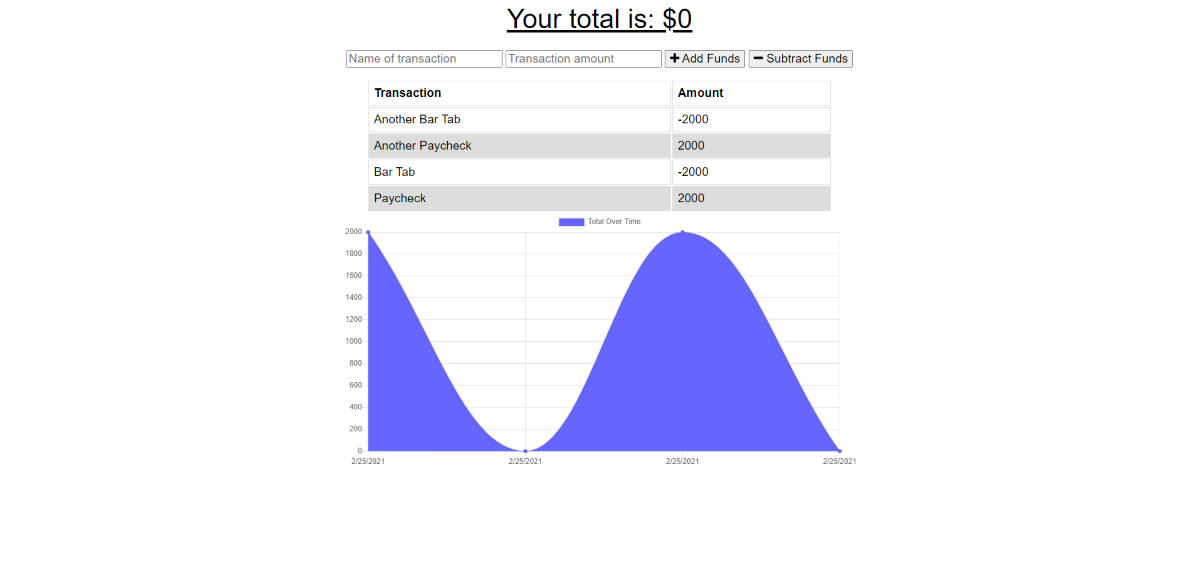 Your total is: $0
Name of transaction Transaction amount Add Funds Subtract Funds
Transaction Amount
Another Bar Tab -2000
Another Paycheck 2000
Bar Tab -2000
Paycheck 2000
Total Over Time
2000
1800
1600
1400
1200
1000
800
600
400
200
0
2/25/2021 2/25/2021 2/25/2021 2/25/2021